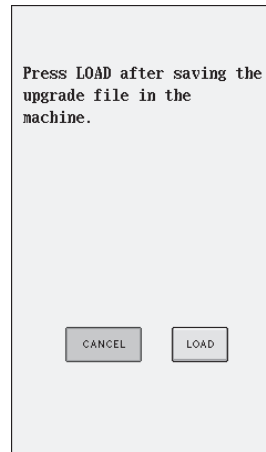 Press LOAD after saving the
upgrade file in the
machine.
CANCEL LOAD